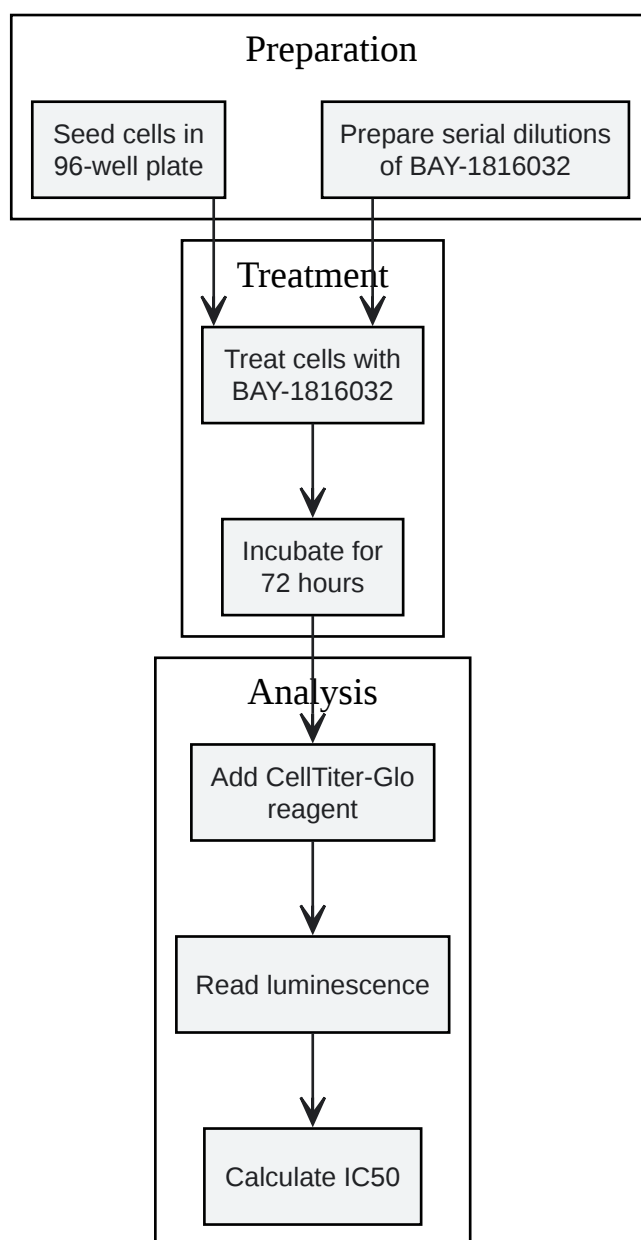 Preparation
Seed cells in
96-well plate
Prepare serial dilutions
of BAY-1816032
Treatment
Treat cells with
BAY-1816032
Incubate for
72 hours
Analysis
Add CellTiter-Glo
reagent
Read luminescence
Calculate IC50